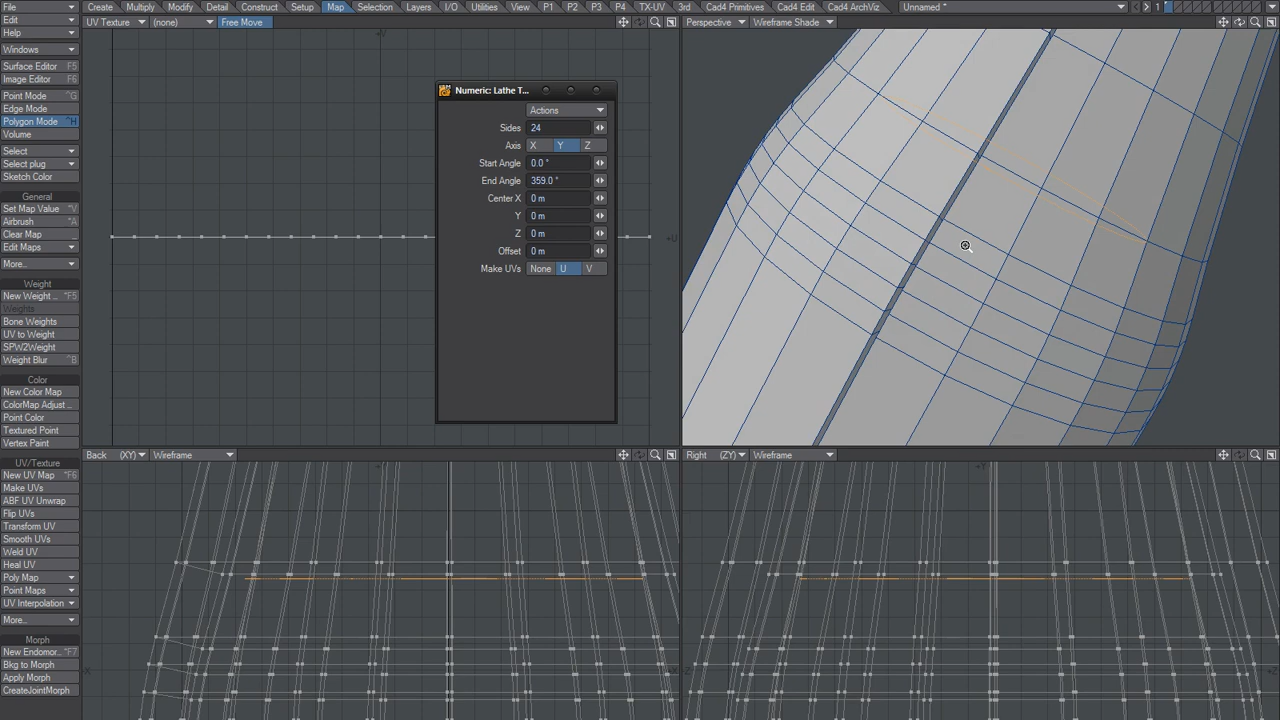 File Create Multiply Modify Detail Construct Setup Map Selection Layers I/O Utilities View P1 P2 P3 P4 TX-UV 3rd Cad4 Primitives Cad4 Edit Cad4 ArchViz Unnamed * 1
Edit UV Texture (none) Free Move Perspective Wireframe Shade
Help
Windows
Surface Editor F5
Image Editor F6
Point Mode ^G
Edge Mode
Polygon Mode ^H
Volume
Select
Select plug
Sketch Color
General
Set Map Value ^V
Airbrush ^A
Clear Map
Edit Maps
More...
Weight
New Weight ... ^F5
Weights
Bone Weights
UV to Weight
SPW2Weight
Weight Blur ^B
Color
New Color Map
ColorMap Adjust ...
Point Color
Textured Point
Vertex Paint
UV/Texture
New UV Map ^F6
Make UVs
ABF UV Unwrap
Flip UVs
Transform UV
Smooth UVs
Weld UV
Heal UV
Poly Map
Point Maps
UV Interpolation
More...
Morph
New Endomor... ^F7
Bkg to Morph
Apply Morph
CreateJointMorph
Numeric: Lathe T...
Actions
Sides 24
Axis X Y Z
Start Angle 0.0 °
End Angle 359.0 °
Center X 0 m
Y 0 m
Z 0 m
Offset 0 m
Make UVs None U V
Back (XY) Wireframe
Right (ZY) Wireframe